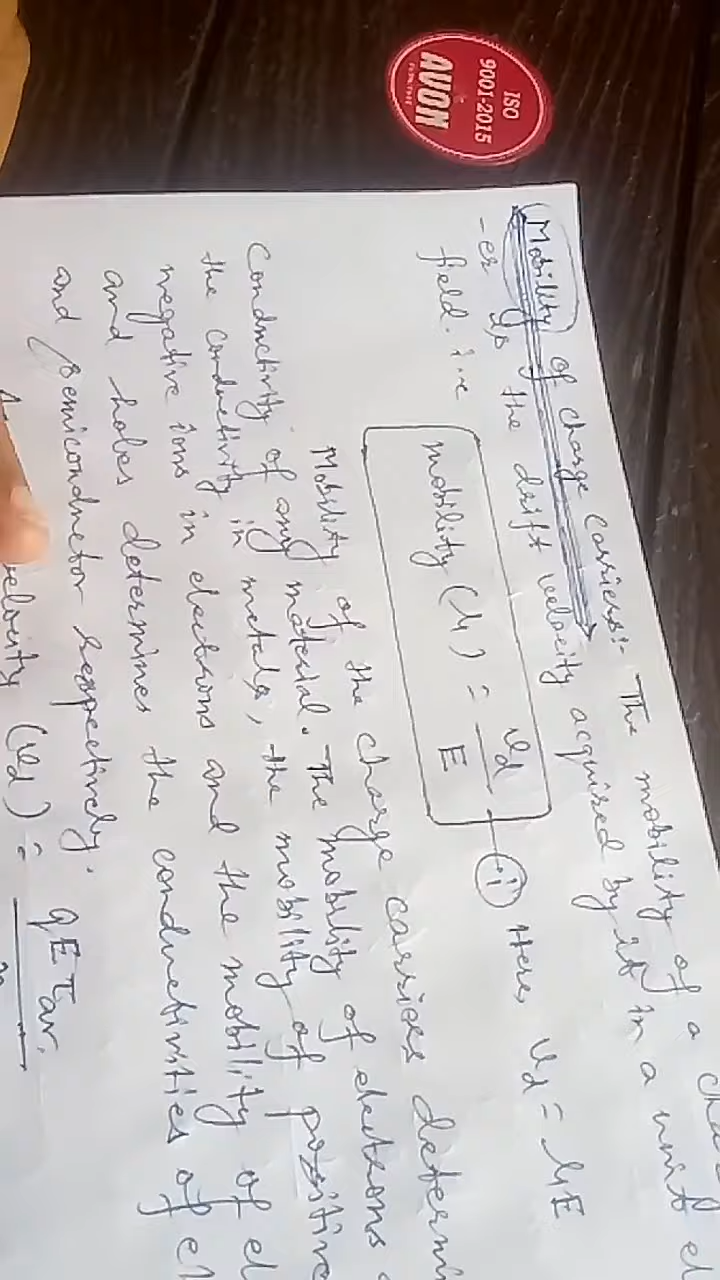 ISO
9001-2015
AVON
Mobility of charge carriers:- The mobility of a
-er is the drift velocity acquired by it in a unit el
field. i.e
mobility (μ) = vd / E (i) Here, vd = μE
Mobility of the charge carrices determi
Conductivity of any material. The mobility of electrons
the conductivity in metals, the mobility of positive
negative ions in electrons and the mobility of el
and holes determines the conductivities of el
and semiconductor respectively.
velocity (vd) = qEτav.